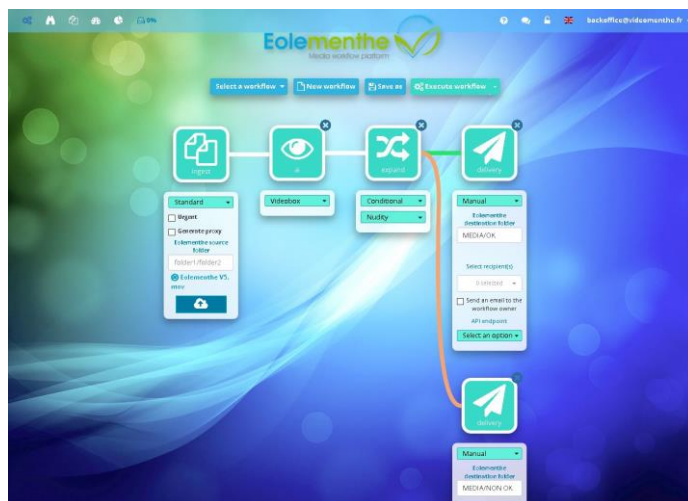 0%
backoffice@videomenthe.fr
Eolementhe
Media workflow platform
Select a workflow
New workflow
Save as
Execute workflow
ingest
expand
delivery
Standard
Urgent
Generate proxy
Eolementhe source
folder
folder1/folder2
Eolementhe V5.
mov
Videobox
Conditional
Nudity
Manual
Eolementhe
destination folder
MEDIA/OK
Select recipient(s)
0 selected
Send an email to the
workflow owner
API endpoint
Select an option
delivery
Manual
Eolementhe
destination folder
MEDIA/NON OK